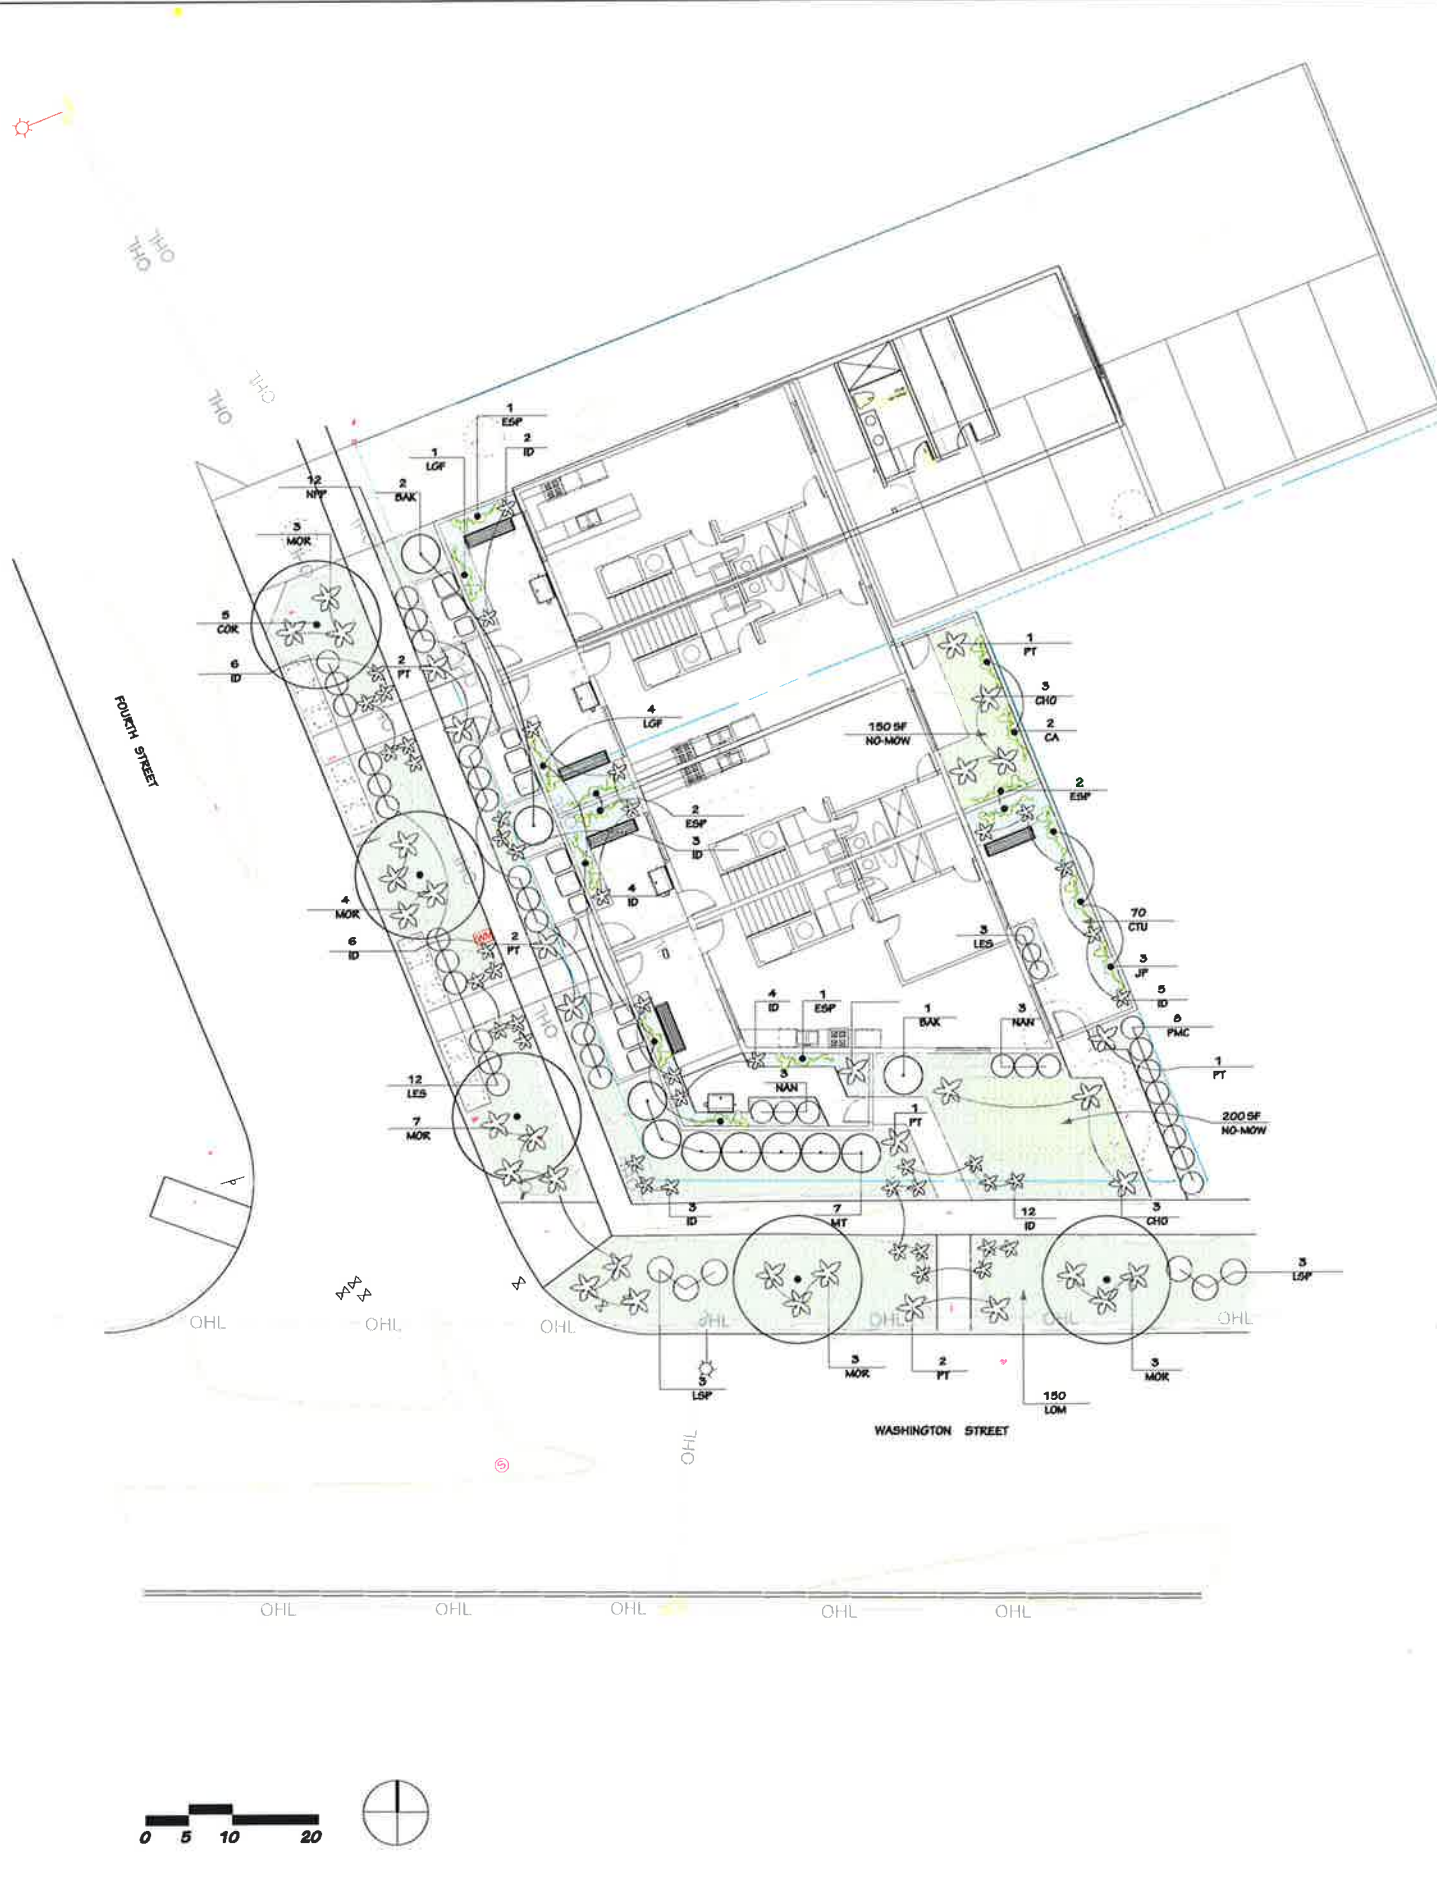 OHL
OHL
OHL
OHL
1
ESP
2
ID
1
LGF
2
BAK
12
NPP
3
MOR
5
COR
6
ID
2
PT
FOURTH STREET
4
LGF
150 SF
NO-MOW
1
PT
3
CHO
2
CA
2
ESP
2
ESP
3
ID
4
ID
4
MOR
6
ID
2
PT
3
LES
70
CTU
3
JP
5
ID
4
ID
1
ESP
1
BAK
3
NAN
8
PMC
1
PT
OHL
12
LES
3
NAN
7
MOR
1
PT
200 SF
NO-MOW
3
ID
7
MT
12
ID
3
CHO
3
LSP
OHL
OHL
OHL
OHL
OHL
OHL
OHL
3
LSP
3
MOR
2
PT
3
MOR
150
LOM
WASHINGTON STREET
OHL
S
OHL
OHL
OHL
OHL
OHL
0 5 10 20